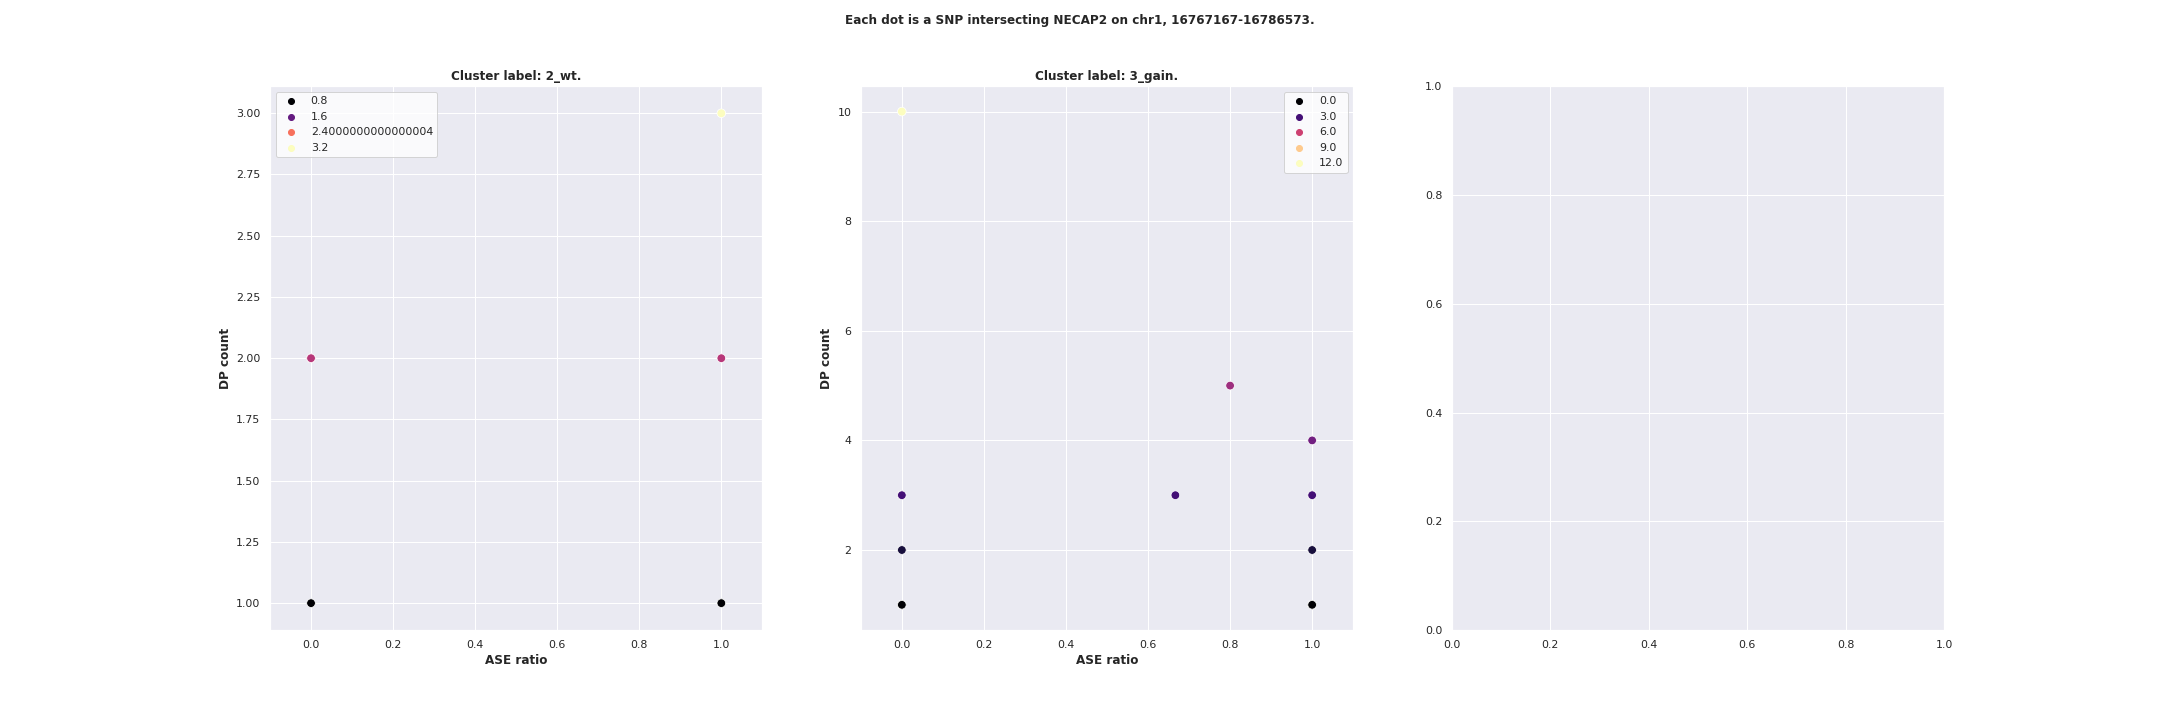 Each dot is a SNP intersecting NECAP2 on chr1, 16767167-16786573.
Cluster label: 2_wt.
0.8
1.6
2.4000000000000004
3.2
3.00
2.75
2.50
2.25
2.00
1.75
1.50
1.25
1.00
DP count
0.0 0.2 0.4 0.6 0.8 1.0
ASE ratio
Cluster label: 3_gain.
0.0
3.0
6.0
9.0
12.0
10
8
6
4
2
DP count
0.0 0.2 0.4 0.6 0.8 1.0
ASE ratio
1.0
0.8
0.6
0.4
0.2
0.0
0.0 0.2 0.4 0.6 0.8 1.0